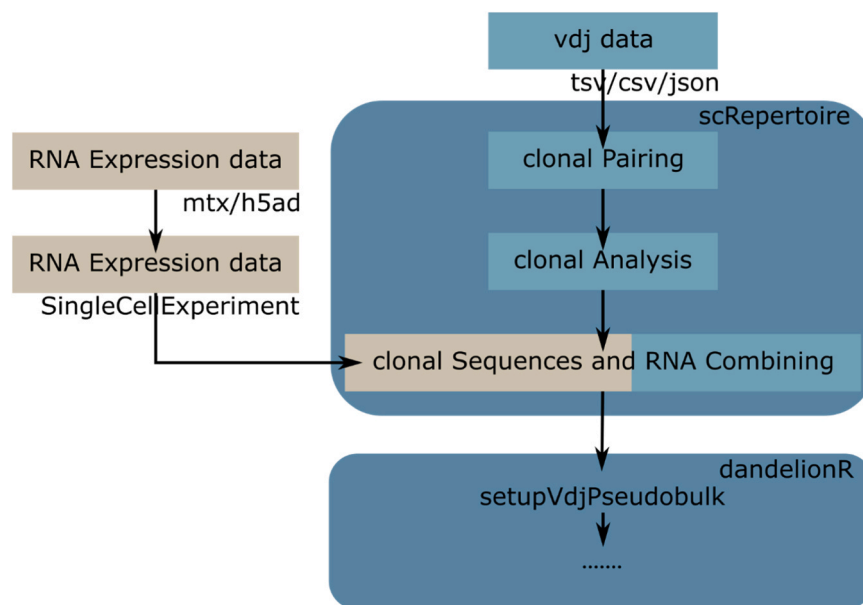 vdj data
tsv/csv/json
scRepertoire
RNA Expression data
clonal Pairing
mtx/h5ad
RNA Expression data
clonal Analysis
SingleCellExperiment
clonal Sequences and RNA Combining
dandelionR
setupVdjPseudobulk
.......